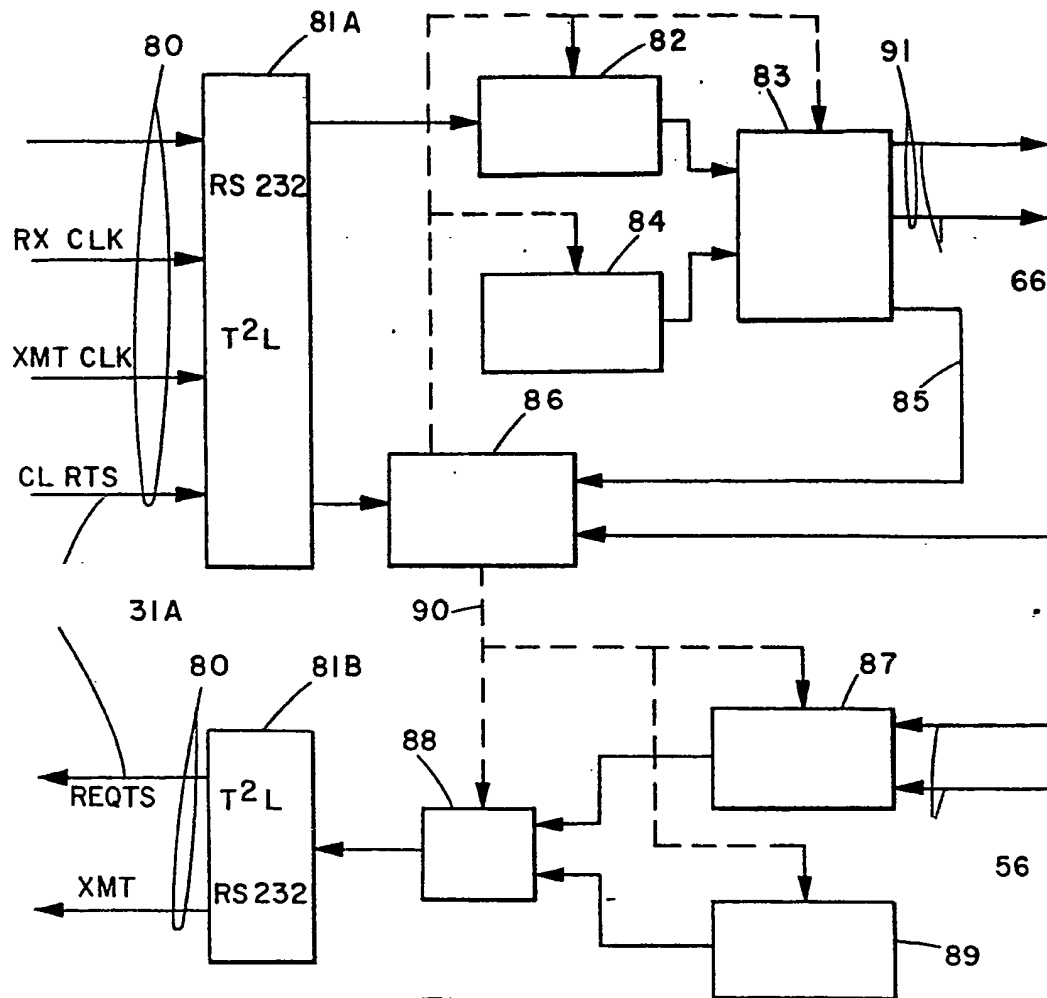 81A
80
82
91
83
RS 232
84
RX CLK
66
T²L
XMT CLK
86
85
CL RTS
90
31A
80
81B
87
88
T²L
REQTS
56
XMT
RS 232
89